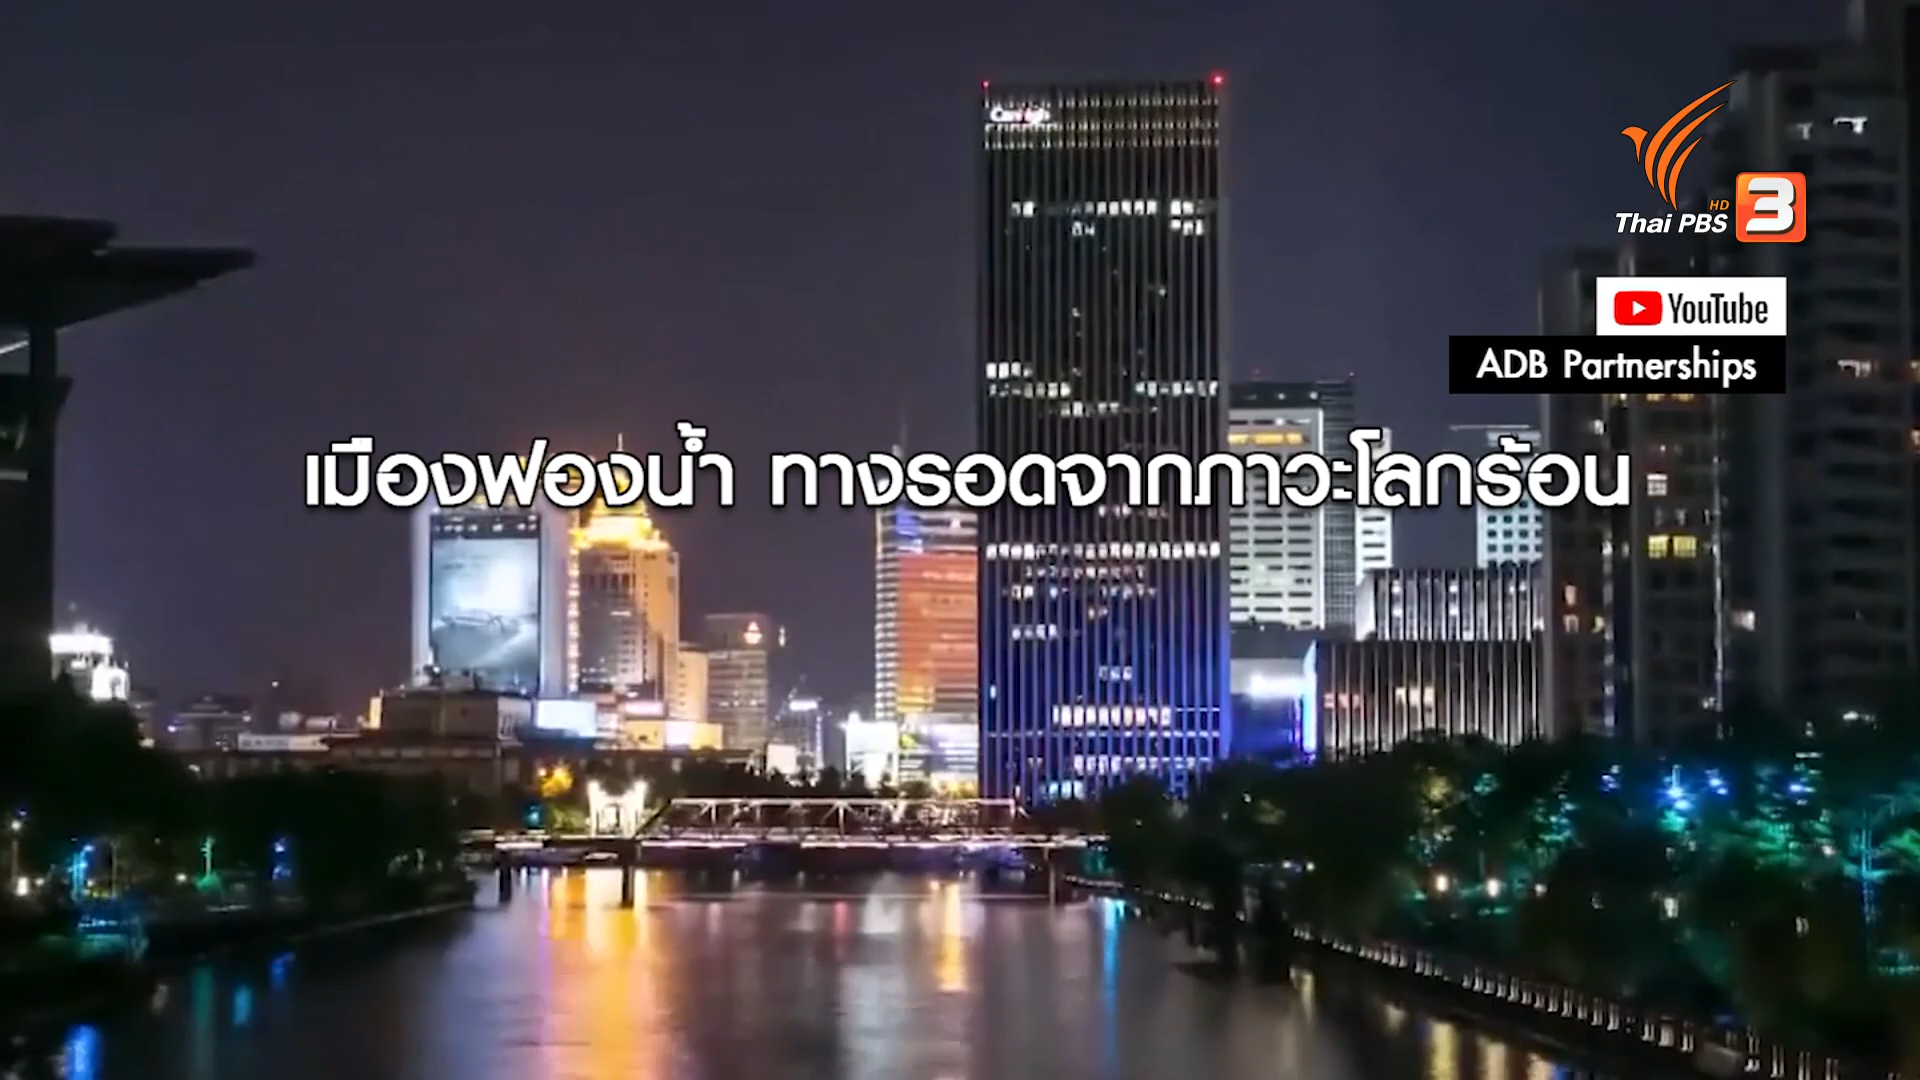 HD
Thai PBS 3
YouTube
ADB Partnerships
เมืองฟองน้ำ ทางรอดจากภาวะโลกร้อน